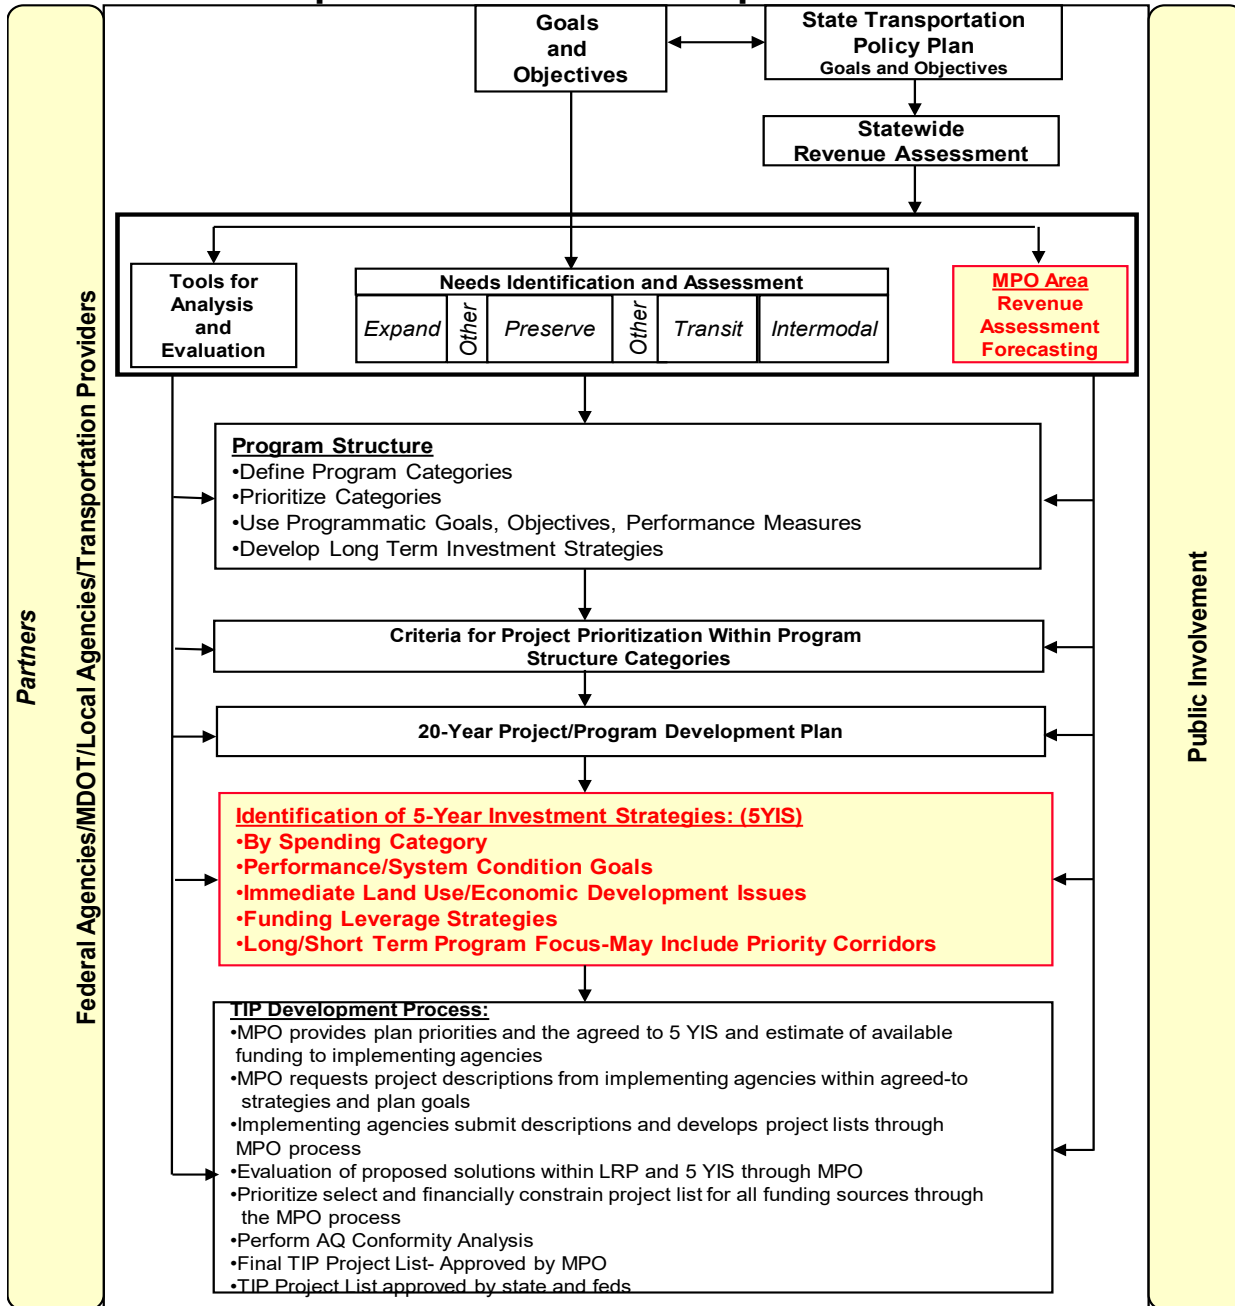 Goals
and
Objectives
State Transportation
Policy Plan
Goals and Objectives
Statewide
Revenue Assessment
Tools for
Analysis
and
Evaluation
Needs Identification and Assessment
Expand
Other
Preserve
Other
Transit
Intermodal
MPO Area
Revenue
Assessment
Forecasting
Partners
Federal Agencies/MDOT/Local Agencies/Transportation Providers
Public Involvement
Program Structure
•Define Program Categories
•Prioritize Categories
•Use Programmatic Goals, Objectives, Performance Measures
•Develop Long Term Investment Strategies
Criteria for Project Prioritization Within Program
Structure Categories
20-Year Project/Program Development Plan
Identification of 5-Year Investment Strategies: (5YIS)
•By Spending Category
•Performance/System Condition Goals
•Immediate Land Use/Economic Development Issues
•Funding Leverage Strategies
•Long/Short Term Program Focus-May Include Priority Corridors
TIP Development Process:
•MPO provides plan priorities and the agreed to 5 YIS and estimate of available
funding to implementing agencies
•MPO requests project descriptions from implementing agencies within agreed-to
strategies and plan goals
•Implementing agencies submit descriptions and develops project lists through
MPO process
•Evaluation of proposed solutions within LRP and 5 YIS through MPO
•Prioritize select and financially constrain project list for all funding sources through
the MPO process
•Perform AQ Conformity Analysis
•Final TIP Project List- Approved by MPO
•TIP Project List approved by state and feds